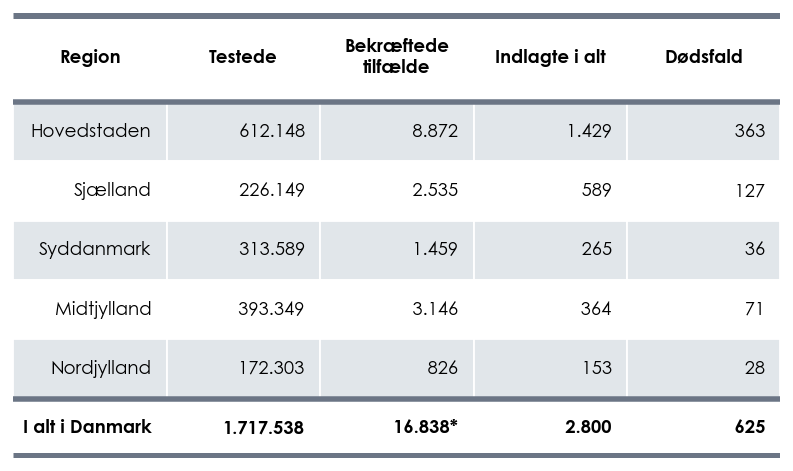 Region Testede Bekræftede tilfælde Indlagte i alt Dødsfald
Hovedstaden 612.148 8.872 1.429 363
Sjælland 226.149 2.535 589 127
Syddanmark 313.589 1.459 265 36
Midtjylland 393.349 3.146 364 71
Nordjylland 172.303 826 153 28
I alt i Danmark 1.717.538 16.838* 2.800 625